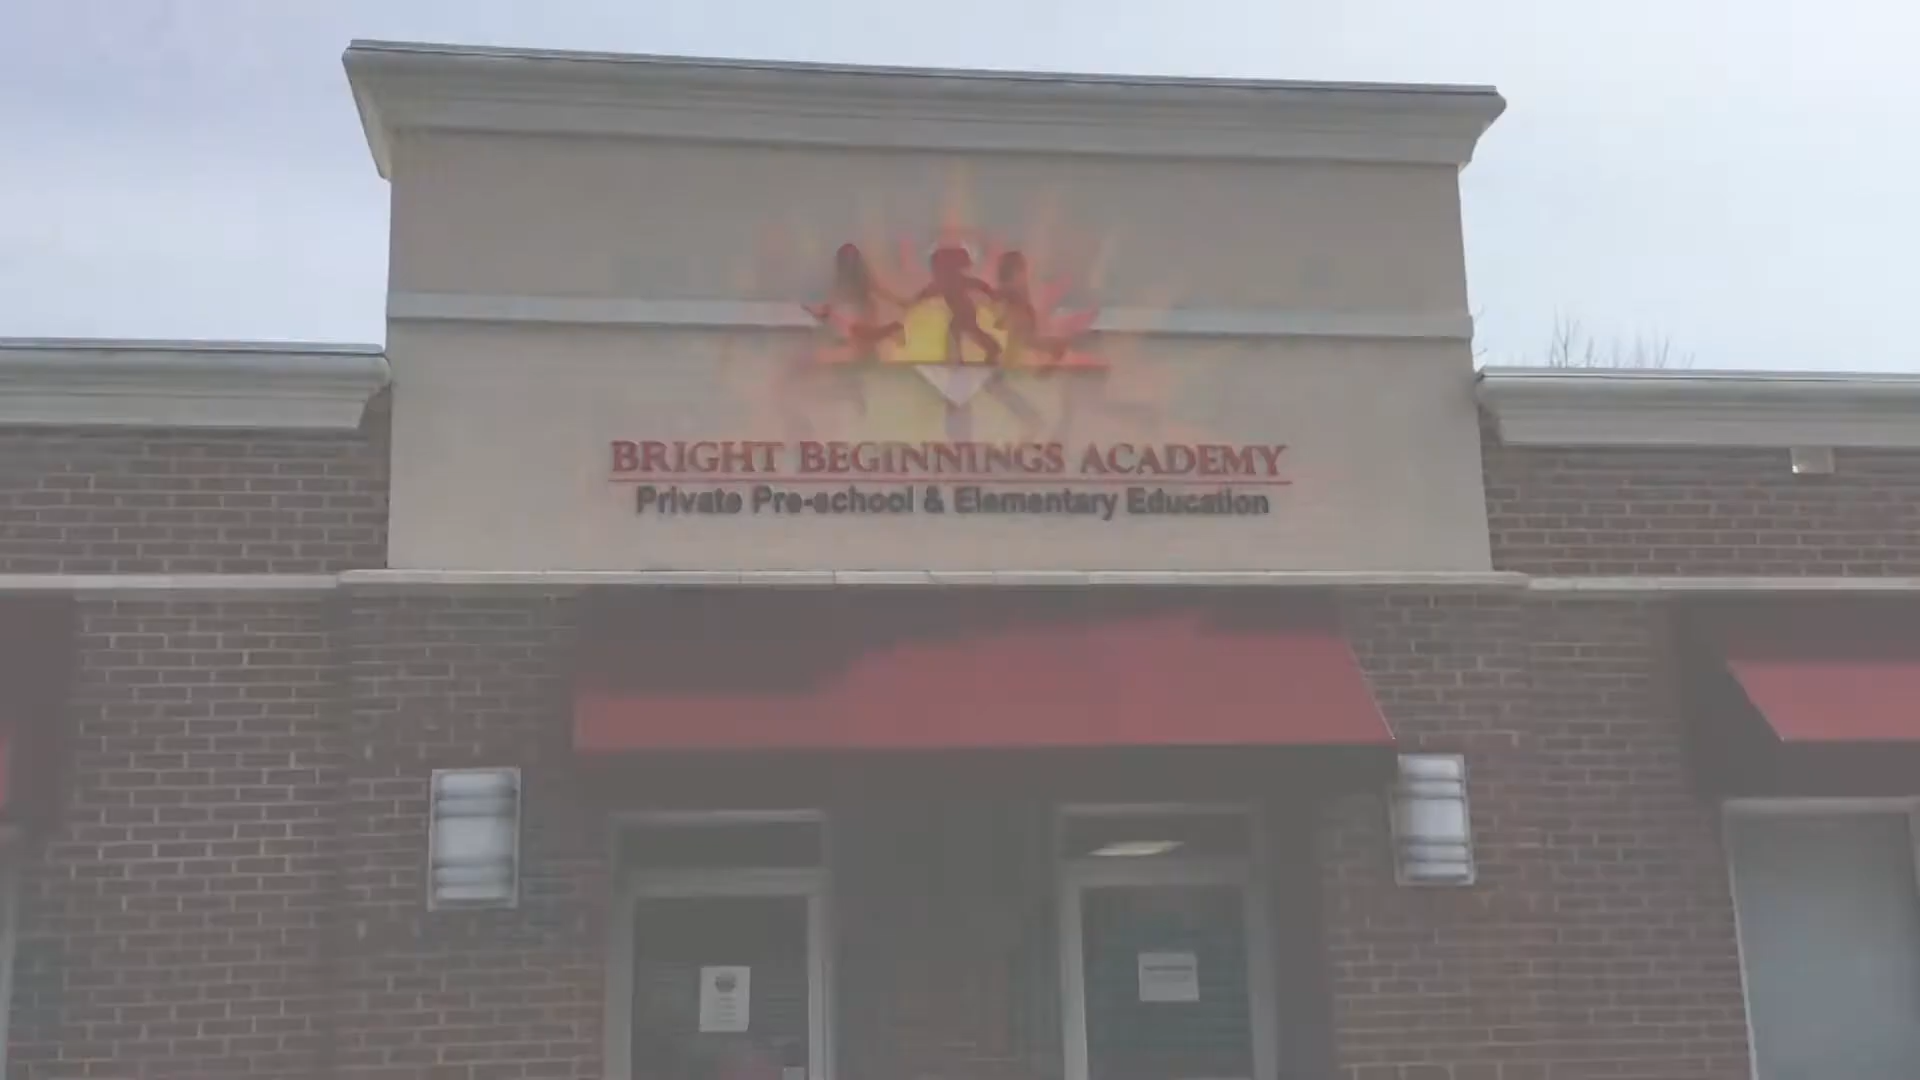 BRIGHT BEGINNINGS ACADEMY
Private Pre-school & Elementary Education